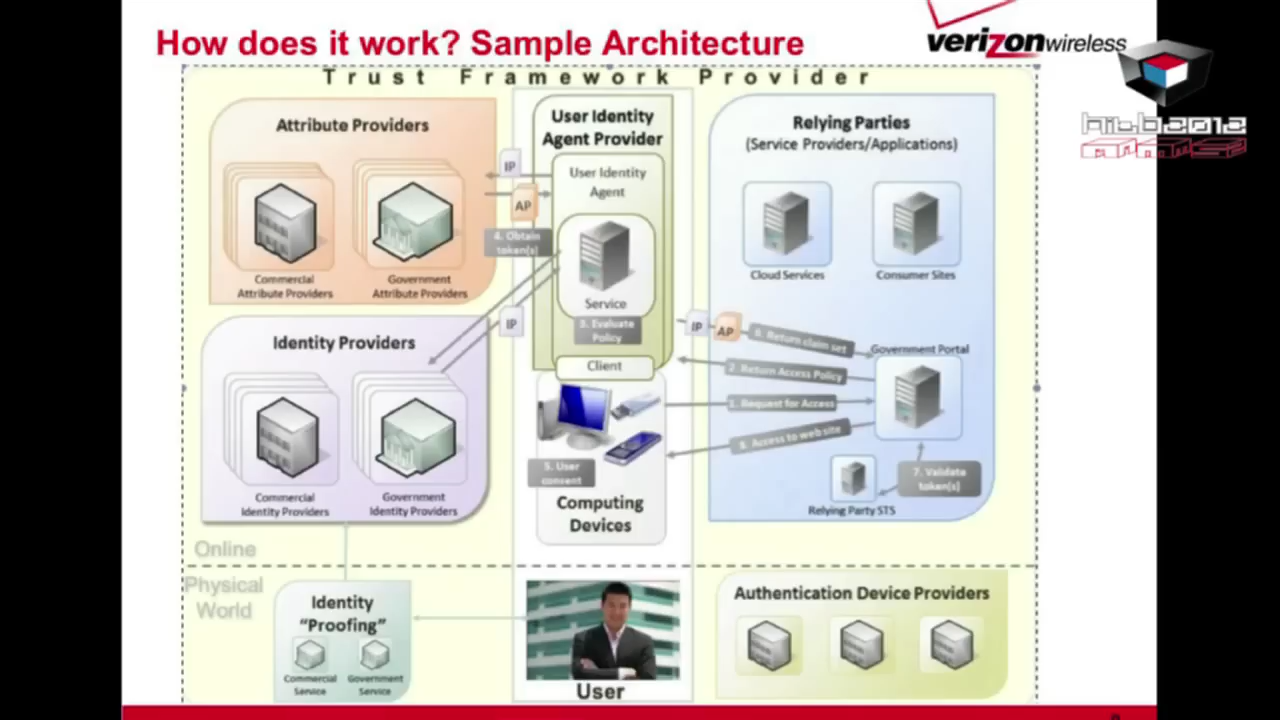 How does it work? Sample Architecture
verizonwireless
Trust Framework Provider
Attribute Providers
Commercial
Attribute Providers
Government
Attribute Providers
User Identity
Agent Provider
User Identity
Agent
Service
3. Evaluate
Policy
Client
IP
AP
4. Obtain
token(s)
IP
Relying Parties
(Service Providers/Applications)
Cloud Services
Consumer Sites
hitb2012
Identity Providers
Commercial
Identity Providers
Government
Identity Providers
IP
AP
6. Return claim set
2. Return Access Policy
1. Request for Access
8. Access to web site
Government Portal
7. Validate
token(s)
Relying Party STS
5. User
consent
Computing
Devices
Online
Physical
World
Identity
"Proofing"
Commercial
Service
Government
Service
User
Authentication Device Providers